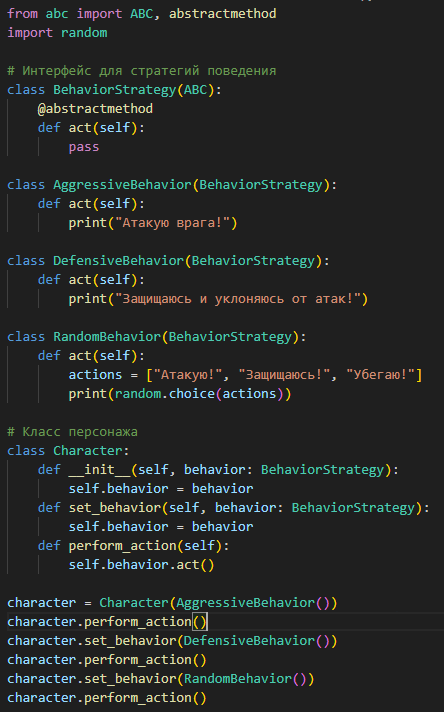 from abc import ABC, abstractmethod
import random

# Интерфейс для стратегий поведения
class BehaviorStrategy(ABC):
    @abstractmethod
    def act(self):
        pass

class AggressiveBehavior(BehaviorStrategy):
    def act(self):
        print("Атакую врага!")

class DefensiveBehavior(BehaviorStrategy):
    def act(self):
        print("Защищаюсь и уклоняюсь от атак!")

class RandomBehavior(BehaviorStrategy):
    def act(self):
        actions = ["Атакую!", "Защищаюсь!", "Убегаю!"]
        print(random.choice(actions))

# Класс персонажа
class Character:
    def __init__(self, behavior: BehaviorStrategy):
        self.behavior = behavior
    def set_behavior(self, behavior: BehaviorStrategy):
        self.behavior = behavior
    def perform_action(self):
        self.behavior.act()

character = Character(AggressiveBehavior())
character.perform_action()
character.set_behavior(DefensiveBehavior())
character.perform_action()
character.set_behavior(RandomBehavior())
character.perform_action()